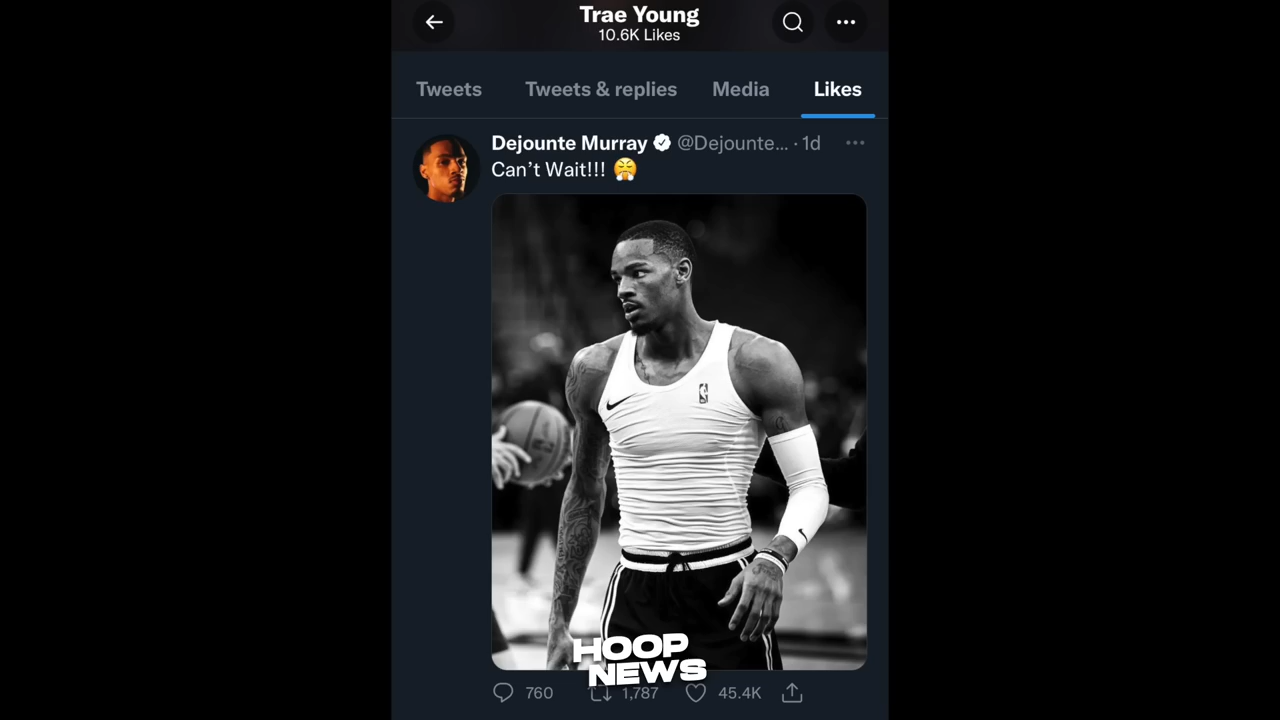 Trae Young
10.6K Likes
Tweets Tweets & replies Media Likes
Dejounte Murray @Dejounte... · 1d
Can’t Wait!!! 😤
HOOP
NEWS
760 1,787 45.4K